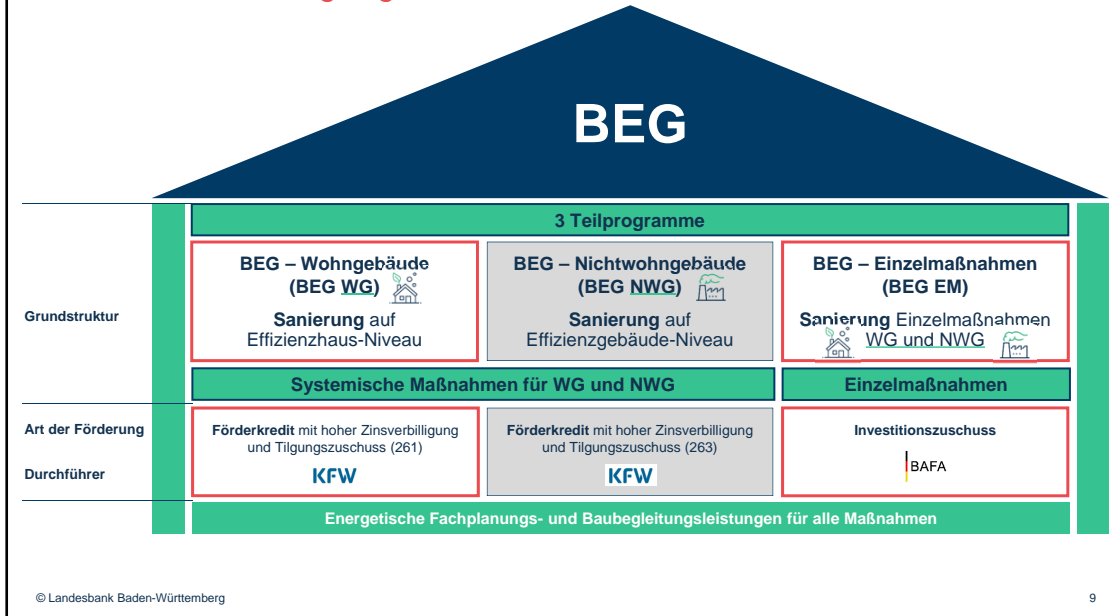 BEG
3 Teilprogramme
BEG – Wohngebäude
(BEG WG)
Sanierung auf
Effizienzhaus-Niveau
BEG – Nichtwohngebäude
(BEG NWG)
Sanierung auf
Effizienzgebäude-Niveau
BEG – Einzelmaßnahmen
(BEG EM)
Sanierung Einzelmaßnahmen
WG und NWG
Grundstruktur
Systemische Maßnahmen für WG und NWG
Einzelmaßnahmen
Art der Förderung
Förderkredit mit hoher Zinsverbilligung
und Tilgungszuschuss (261)
KFW
Förderkredit mit hoher Zinsverbilligung
und Tilgungszuschuss (263)
KFW
Investitionszuschuss
BAFA
Durchführer
Energetische Fachplanungs- und Baubegleitungsleistungen für alle Maßnahmen
© Landesbank Baden-Württemberg
9